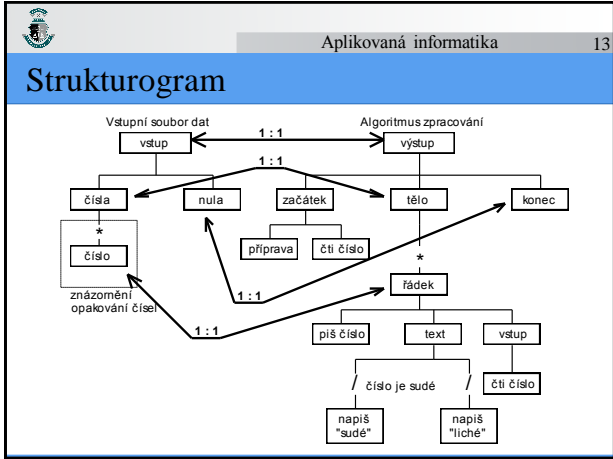 Aplikovaná informatika 13
Strukturogram
Vstupní soubor dat
Algoritmus zpracování
vstup
1 : 1
výstup
1 : 1
čísla
nula
začátek
tělo
konec
*
číslo
příprava
čti číslo
*
znázornění
opakování čísel
1 : 1
řádek
1 : 1
piš číslo
text
vstup
/ číslo je sudé /
čti číslo
napiš
"sudé"
napiš
"liché"